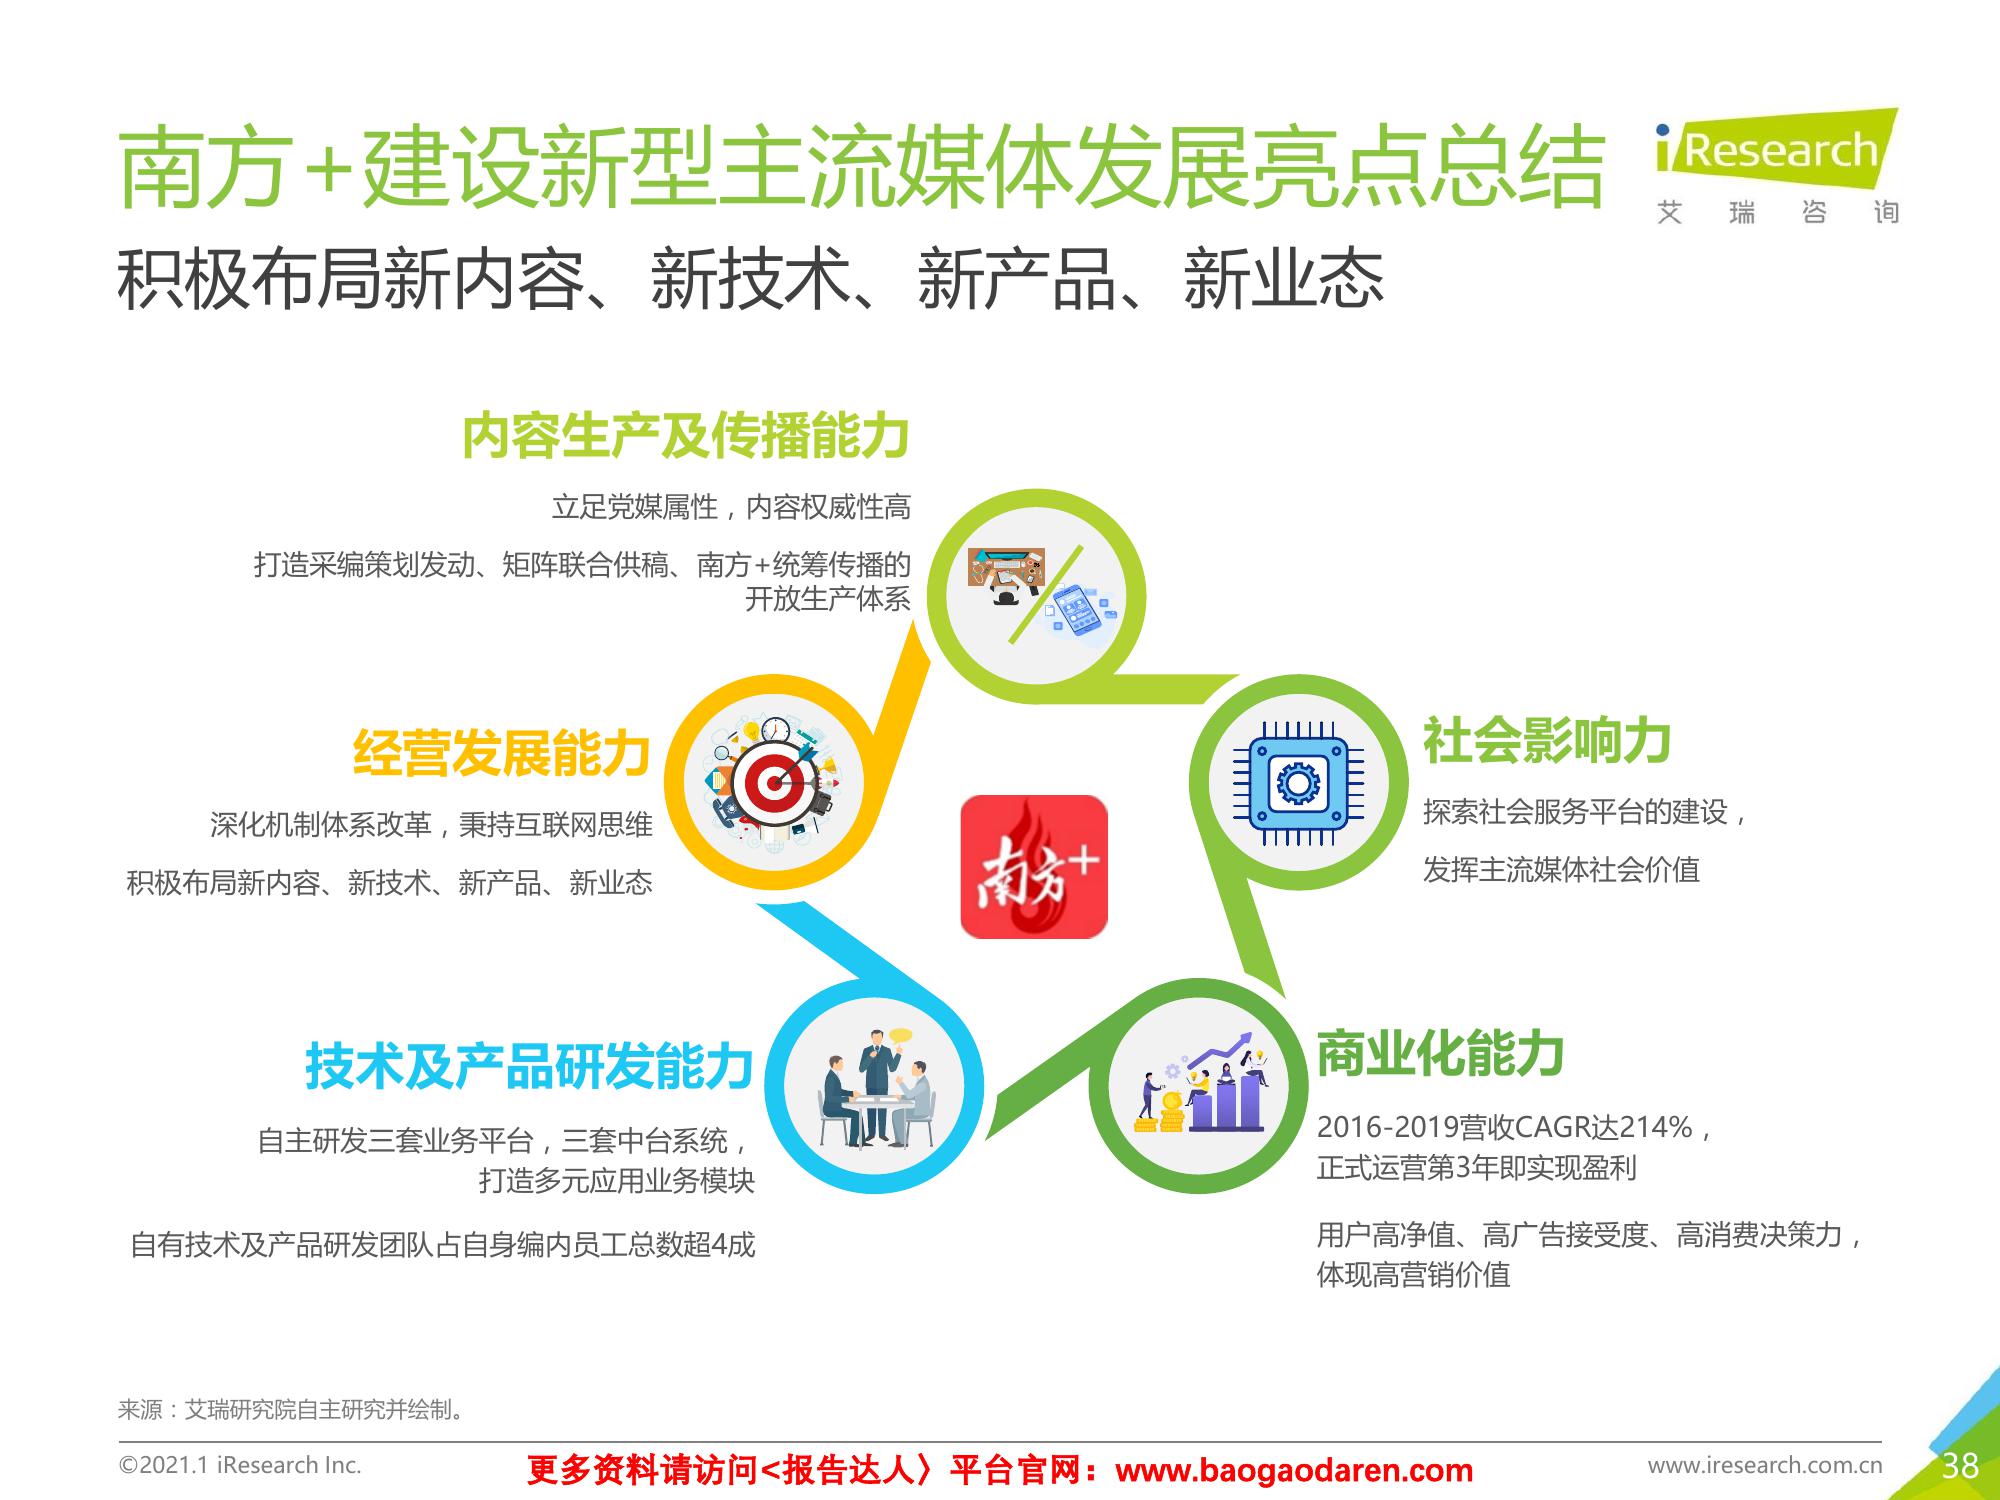 南方+建设新型主流媒体发展亮点总结
iResearch
艾瑞咨询
积极布局新内容、新技术、新产品、新业态
内容生产及传播能力
立足党媒属性，内容权威性高
打造采编策划发动、矩阵联合供稿、南方+统筹传播的
开放生产体系
经营发展能力
深化机制体系改革，秉持互联网思维
积极布局新内容、新技术、新产品、新业态
南方+
社会影响力
探索社会服务平台的建设，
发挥主流媒体社会价值
技术及产品研发能力
自主研发三套业务平台，三套中台系统，
打造多元应用业务模块
自有技术及产品研发团队占自身编内员工总数超4成
商业化能力
2016-2019营收CAGR达214%，
正式运营第3年即实现盈利
用户高净值、高广告接受度、高消费决策力，
体现高营销价值
来源：艾瑞研究院自主研究并绘制。
©2021.1 iResearch Inc.
更多资料请访问<报告达人〉平台官网：www.baogaodaren.com
www.iresearch.com.cn
38